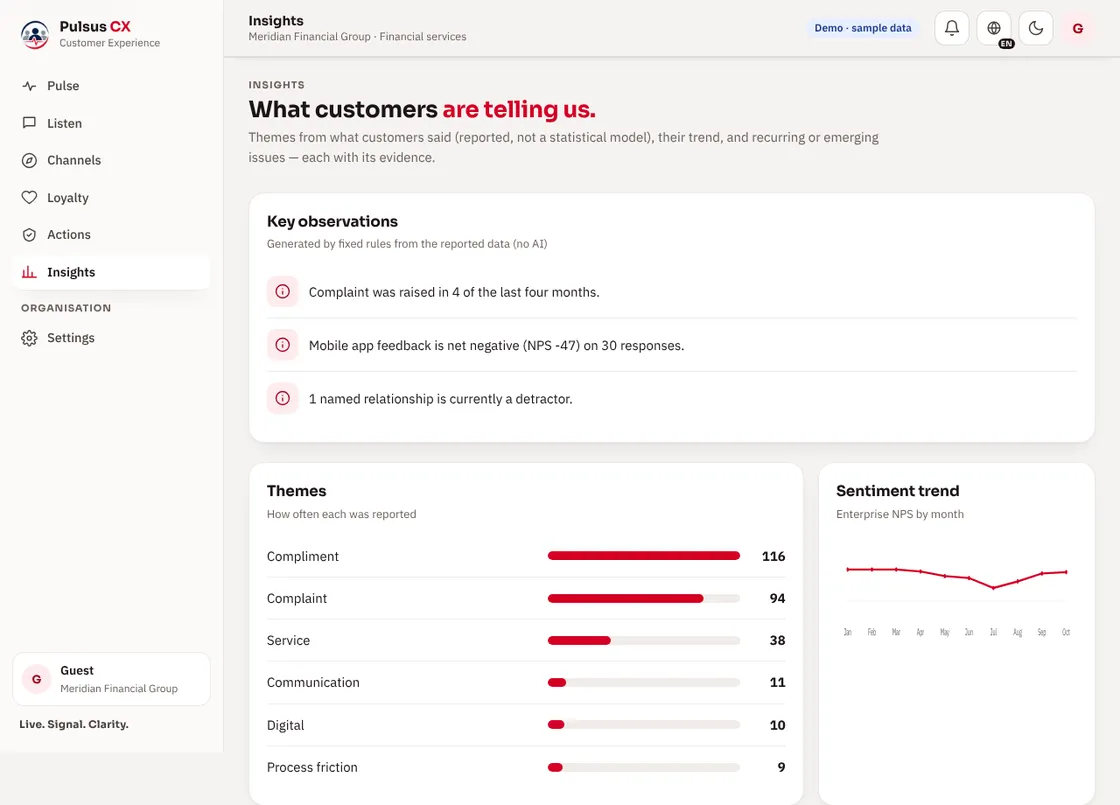 Pulsus CX
Customer Experience
Pulse
Listen
Channels
Loyalty
Actions
Insights
ORGANISATION
Settings
G
Guest
Meridian Financial Group
Live. Signal. Clarity.
Insights
Meridian Financial Group · Financial services
Demo · sample data
EN
G
INSIGHTS
What customers are telling us.
Themes from what customers said (reported, not a statistical model), their trend, and recurring or emerging
issues — each with its evidence.
Key observations
Generated by fixed rules from the reported data (no AI)
Complaint was raised in 4 of the last four months.
Mobile app feedback is net negative (NPS -47) on 30 responses.
1 named relationship is currently a detractor.
Themes
How often each was reported
Compliment 116
Complaint 94
Service 38
Communication 11
Digital 10
Process friction 9
Sentiment trend
Enterprise NPS by month
Jan Feb Mar Apr May Jun Jul Aug Sep Oct